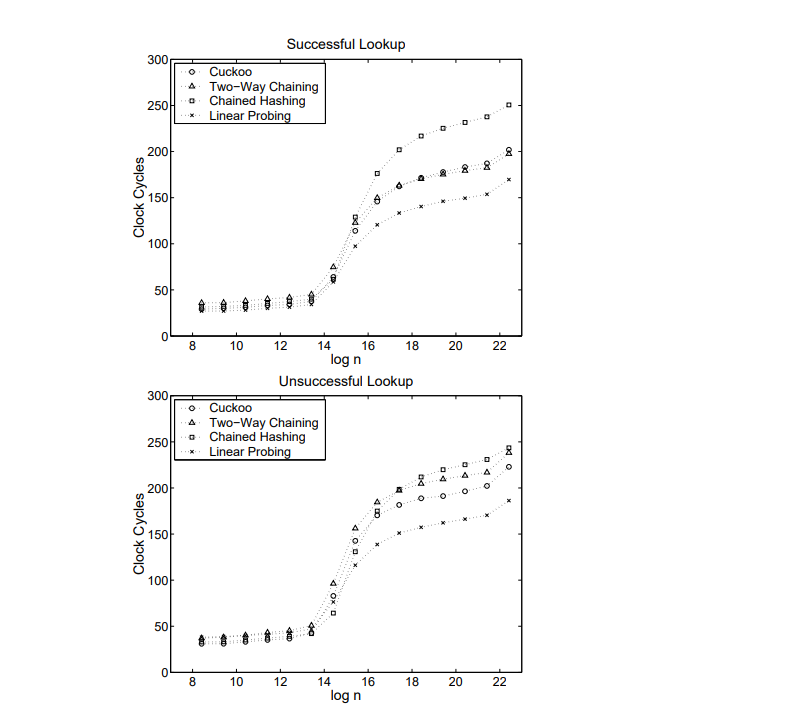 Successful Lookup
300
Cuckoo
Two−Way Chaining
Chained Hashing
Linear Probing
250
200
150
100
50
0
Clock Cycles
8 10 12 14 16 18 20 22
log n
Unsuccessful Lookup
300
Cuckoo
Two−Way Chaining
Chained Hashing
Linear Probing
250
200
150
100
50
0
Clock Cycles
8 10 12 14 16 18 20 22
log n